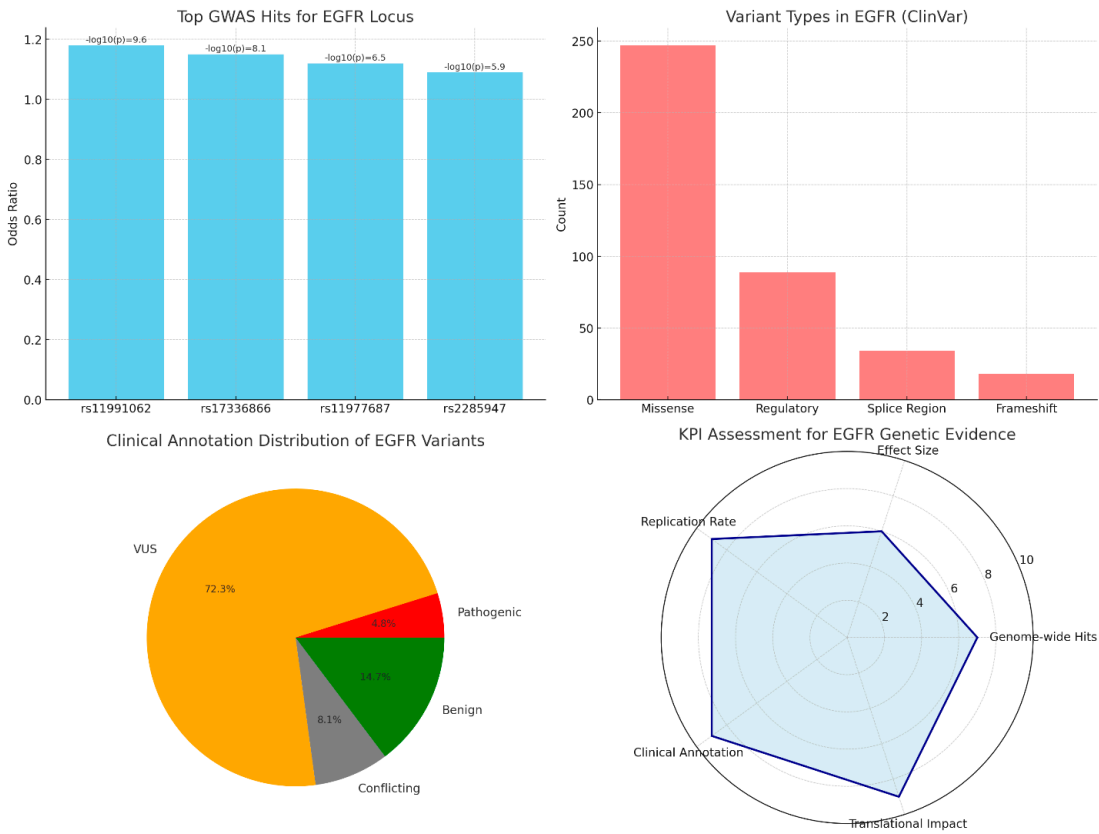 Top GWAS Hits for EGFR Locus
Odds Ratio
1.2
1.0
0.8
0.6
0.4
0.2
0.0
-log10(p)=9.6
-log10(p)=8.1
-log10(p)=6.5
-log10(p)=5.9
rs11991062
rs17336866
rs11977687
rs2285947
Variant Types in EGFR (ClinVar)
Count
250
200
150
100
50
0
Missense
Regulatory
Splice Region
Frameshift
Clinical Annotation Distribution of EGFR Variants
VUS
72.3%
Pathogenic
4.8%
14.7%
Benign
8.1%
Conflicting
KPI Assessment for EGFR Genetic Evidence
Effect Size
Replication Rate
10
8
6
4
2
Genome-wide Hits
Clinical Annotation
Translational Impact